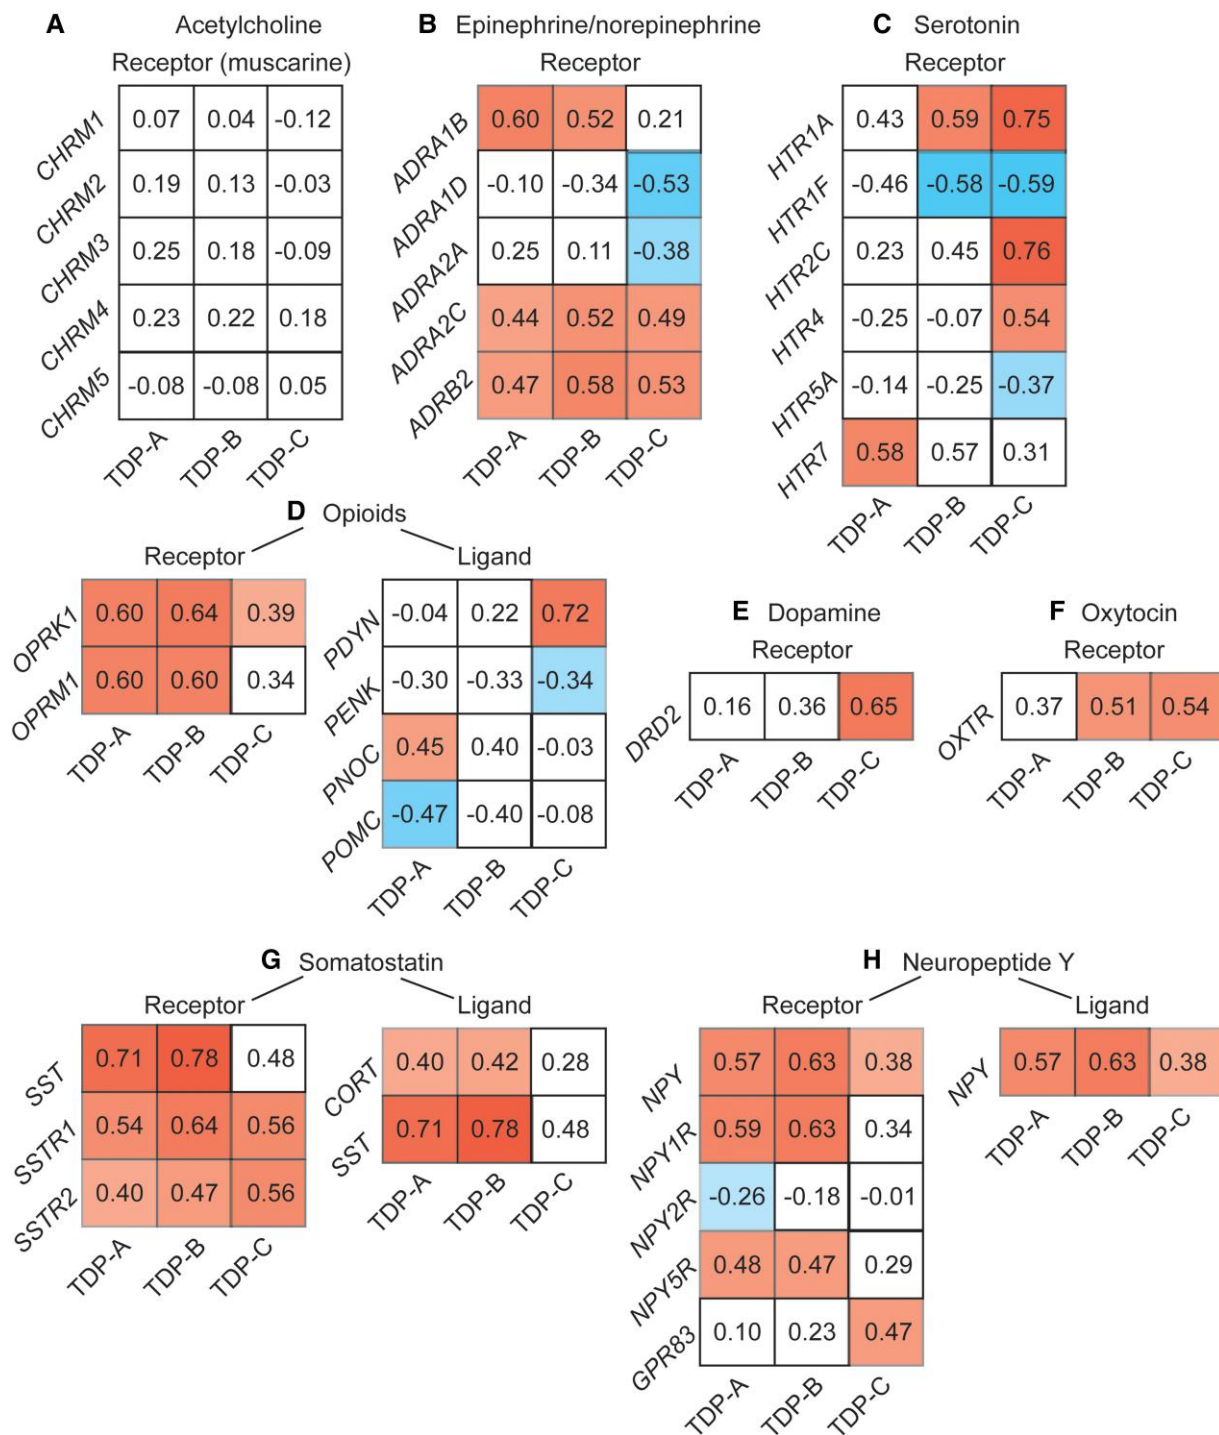 A Acetylcholine
Receptor (muscarine)
CHRM1 0.07 0.04 -0.12
CHRM2 0.19 0.13 -0.03
CHRM3 0.25 0.18 -0.09
CHRM4 0.23 0.22 0.18
CHRM5 -0.08 -0.08 0.05
TDP-A TDP-B TDP-C
B Epinephrine/norepinephrine
Receptor
ADRA1B 0.60 0.52 0.21
ADRA1D -0.10 -0.34 -0.53
ADRA2A 0.25 0.11 -0.38
ADRA2C 0.44 0.52 0.49
ADRB2 0.47 0.58 0.53
TDP-A TDP-B TDP-C
C Serotonin
Receptor
HTR1A 0.43 0.59 0.75
HTR1F -0.46 -0.58 -0.59
HTR2C 0.23 0.45 0.76
HTR4 -0.25 -0.07 0.54
HTR5A -0.14 -0.25 -0.37
HTR7 0.58 0.57 0.31
TDP-A TDP-B TDP-C
D Opioids
Receptor
OPRK1 0.60 0.64 0.39
OPRM1 0.60 0.60 0.34
TDP-A TDP-B TDP-C
Ligand
PDYN -0.04 0.22 0.72
PENK -0.30 -0.33 -0.34
PNOC 0.45 0.40 -0.03
POMC -0.47 -0.40 -0.08
TDP-A TDP-B TDP-C
E Dopamine
Receptor
DRD2 0.16 0.36 0.65
TDP-A TDP-B TDP-C
F Oxytocin
Receptor
OXTR 0.37 0.51 0.54
TDP-A TDP-B TDP-C
G Somatostatin
Receptor
SST 0.71 0.78 0.48
SSTR1 0.54 0.64 0.56
SSTR2 0.40 0.47 0.56
TDP-A TDP-B TDP-C
Ligand
CORT 0.40 0.42 0.28
SST 0.71 0.78 0.48
TDP-A TDP-B TDP-C
H Neuropeptide Y
Receptor
NPY 0.57 0.63 0.38
NPY1R 0.59 0.63 0.34
NPY2R -0.26 -0.18 -0.01
NPY5R 0.48 0.47 0.29
GPR83 0.10 0.23 0.47
TDP-A TDP-B TDP-C
Ligand
NPY 0.57 0.63 0.38
TDP-A TDP-B TDP-C